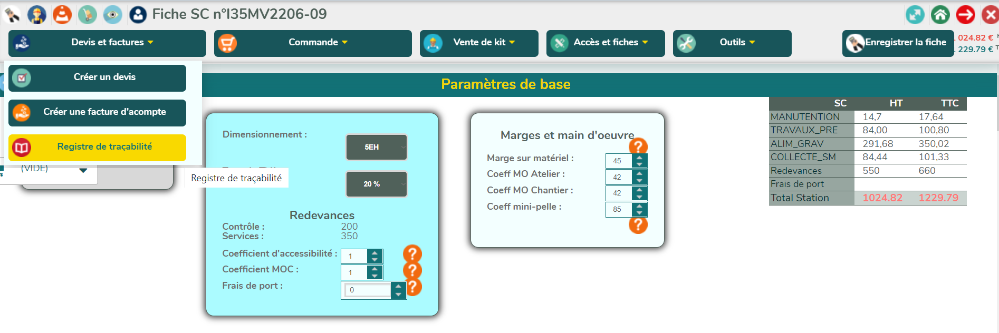 Fiche SC n°I35MV2206-09
Devis et factures
Commande
Vente de kit
Accès et fiches
Outils
Enregistrer la fiche
024.82 €
229.79 €
Créer un devis
Créer une facture d'acompte
Registre de traçabilité
(VIDE)
Registre de traçabilité
Paramètres de base
Dimensionnement :
5EH
20 %
Redevances
Contrôle : 200
Services : 350
Coefficient d'accessibilité : 1
Coefficient MOC : 1
Frais de port : 0
Marges et main d'oeuvre
Marge sur matériel : 45
Coeff MO Atelier : 42
Coeff MO Chantier : 42
Coeff mini-pelle : 85
SC HT TTC
MANUTENTION 14,7 17,64
TRAVAUX_PRE 84,00 100,80
ALIM_GRAV 291,68 350,02
COLLECTE_SM 84,44 101,33
Redevances 550 660
Frais de port
Total Station 1024.82 1229.79